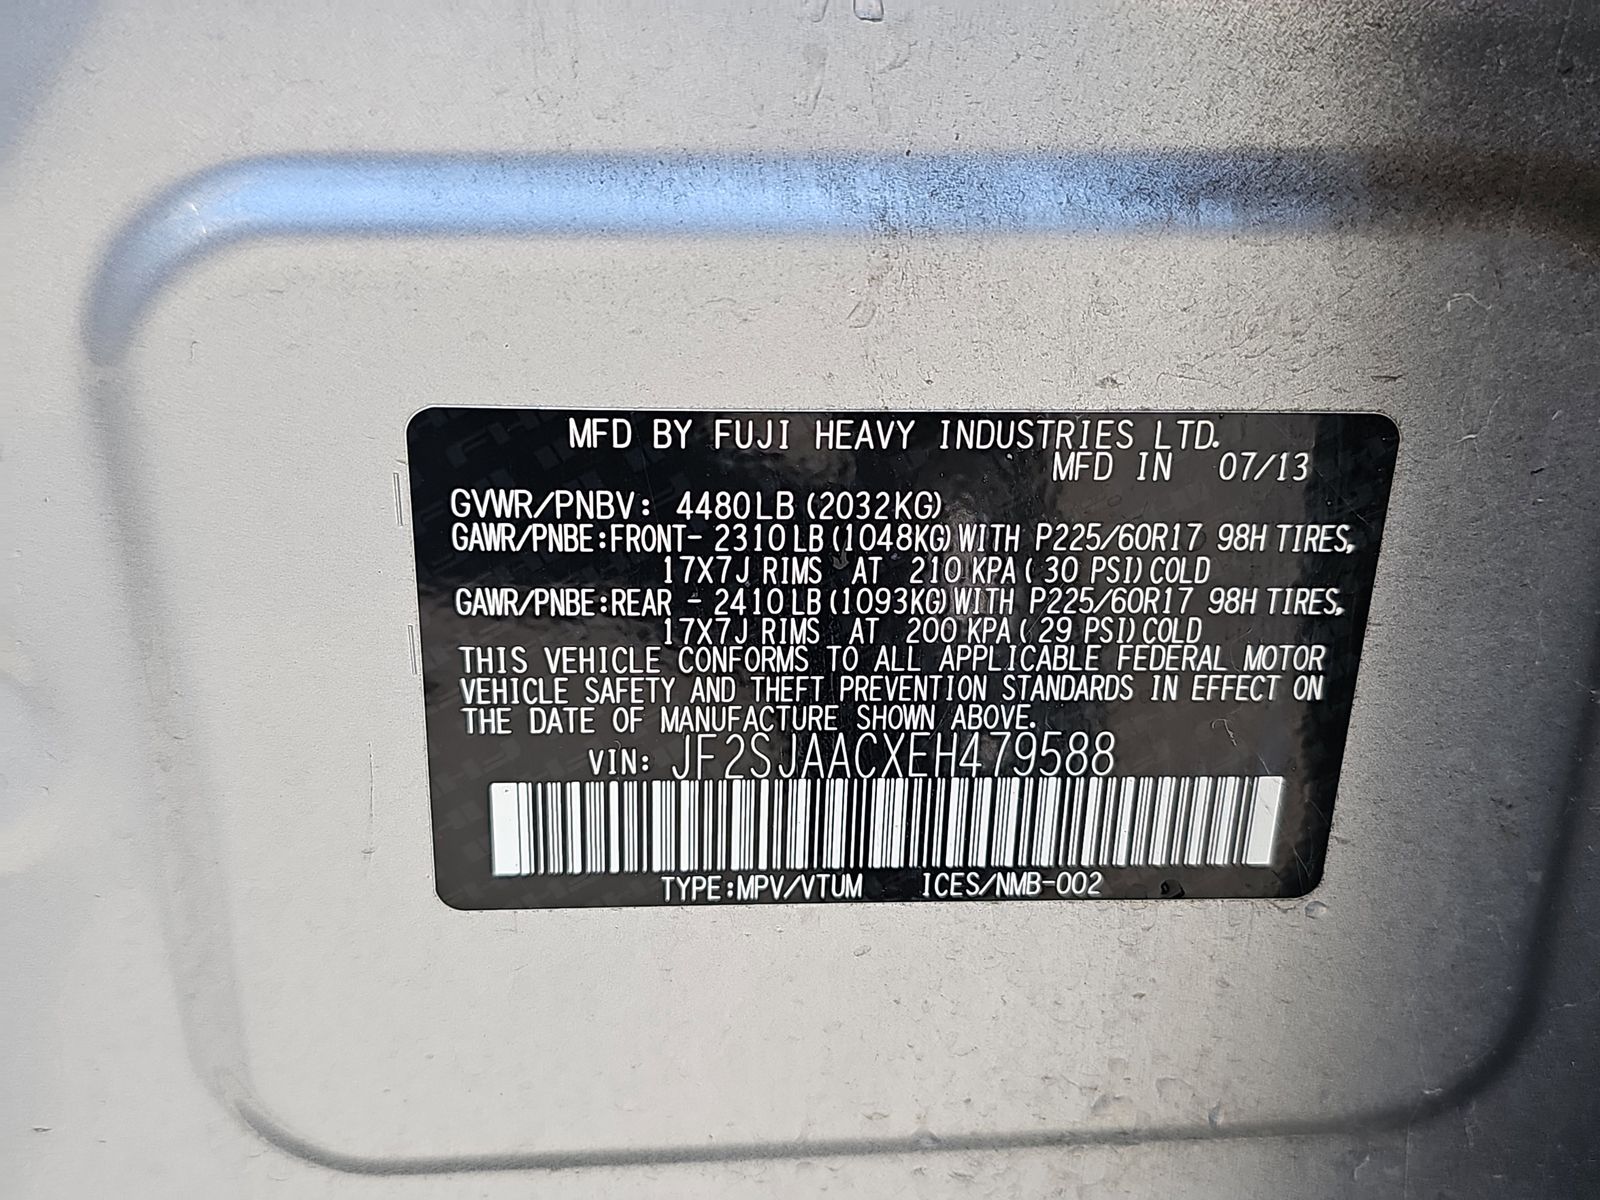 MFD BY FUJI HEAVY INDUSTRIES LTD.
MFD IN 07/13
GVWR/PNBV: 4480LB (2032KG)
GAWR/PNBE:FRONT- 2310LB (1048KG) WITH P225/60R17 98H TIRES,
17X7J RIMS AT 210 KPA ( 30 PSI) COLD
GAWR/PNBE:REAR - 2410LB (1093KG) WITH P225/60R17 98H TIRES,
17X7J RIMS AT 200 KPA ( 29 PSI) COLD
THIS VEHICLE CONFORMS TO ALL APPLICABLE FEDERAL MOTOR
VEHICLE SAFETY AND THEFT PREVENTION STANDARDS IN EFFECT ON
THE DATE OF MANUFACTURE SHOWN ABOVE.
VIN: JF2SJAACXEH479588
TYPE:MPV/VTUM ICES/NMB-002